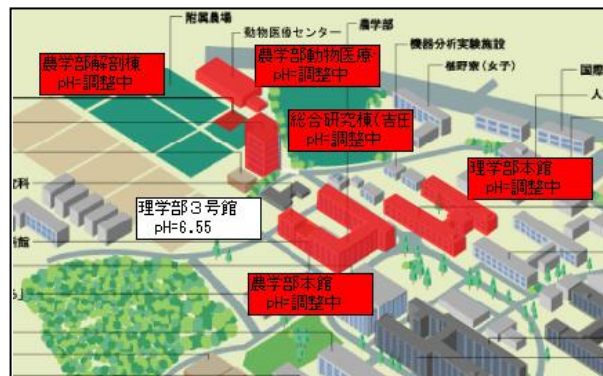 附属農場
動物医療センター
農学部
農学部解剖棟
pH=調整中
農学部動物医療
pH=調整中
機器分析実験施設
椹野寮(女子)
国際
人
総合研究棟(吉田
pH=調整中
理学部本館
pH=調整中
理学部3号館
pH=6.55
館
農学部本館
pH=調整中